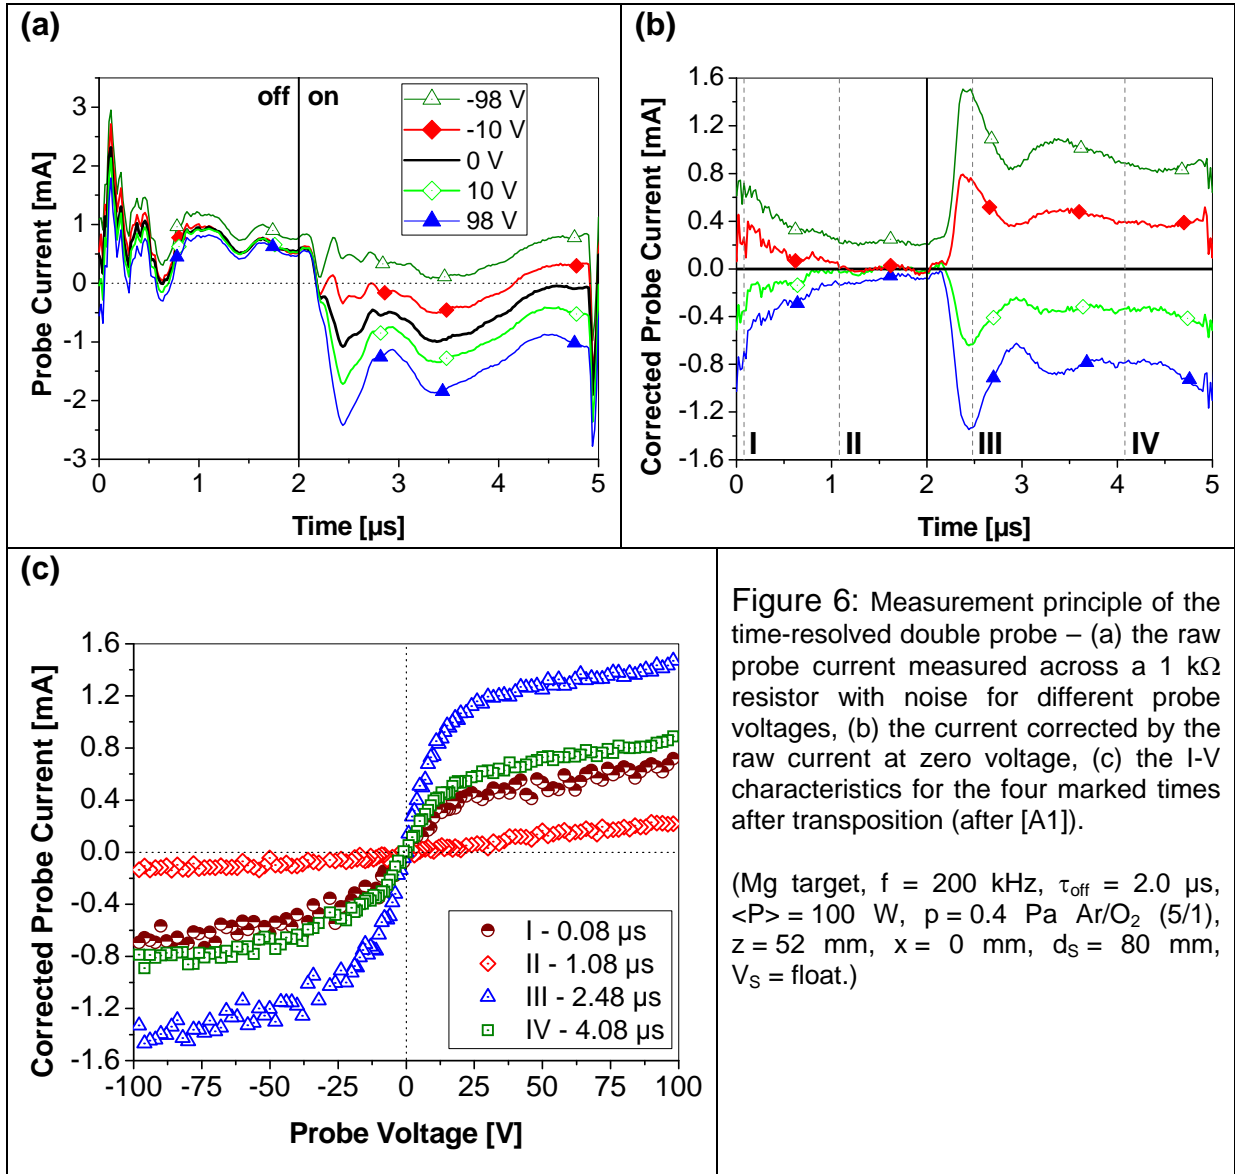 (a)
off on
-98 V
-10 V
0 V
10 V
98 V
3
2
1
0
-1
-2
-3
Probe Current [mA]
0 1 2 3 4 5
Time [µs]
(b)
1.6
1.2
0.8
0.4
0.0
-0.4
-0.8
-1.2
-1.6
Corrected Probe Current [mA]
I II III IV
0 1 2 3 4 5
Time [µs]
(c)
1.6
1.2
0.8
0.4
0.0
-0.4
-0.8
-1.2
-1.6
Corrected Probe Current [mA]
I - 0.08 µs
II - 1.08 µs
III - 2.48 µs
IV - 4.08 µs
-100 -75 -50 -25 0 25 50 75 100
Probe Voltage [V]
Figure 6: Measurement principle of the
time-resolved double probe – (a) the raw
probe current measured across a 1 kΩ
resistor with noise for different probe
voltages, (b) the current corrected by the
raw current at zero voltage, (c) the I-V
characteristics for the four marked times
after transposition (after [A1]).
(Mg target, f = 200 kHz, τoff = 2.0 µs,
<P> = 100 W, p = 0.4 Pa Ar/O₂ (5/1),
z = 52 mm, x = 0 mm, dS = 80 mm,
VS = float.)